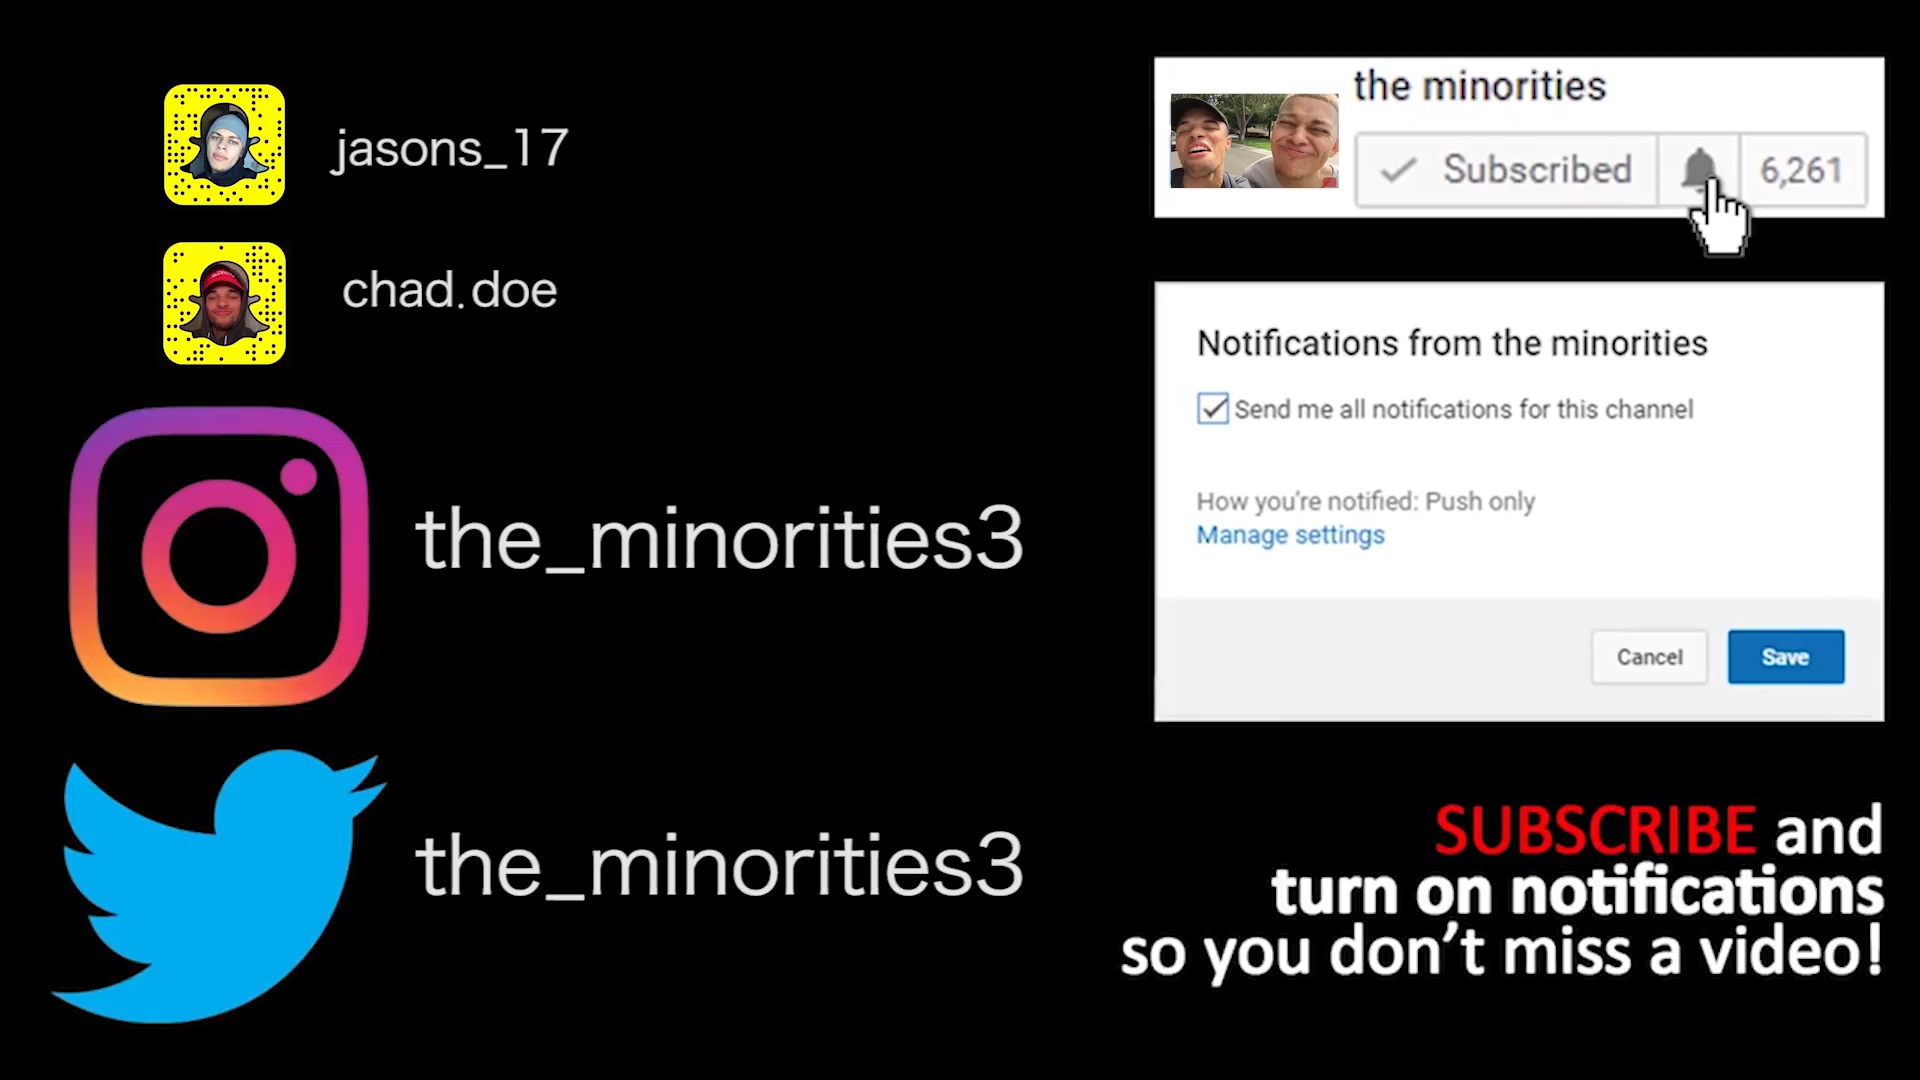 jasons_17
chad.doe
the_minorities3
the_minorities3
the minorities
Subscribed 6,261
Notifications from the minorities
Send me all notifications for this channel
How you're notified: Push only
Manage settings
Cancel Save
SUBSCRIBE and
turn on notifications
so you don't miss a video!